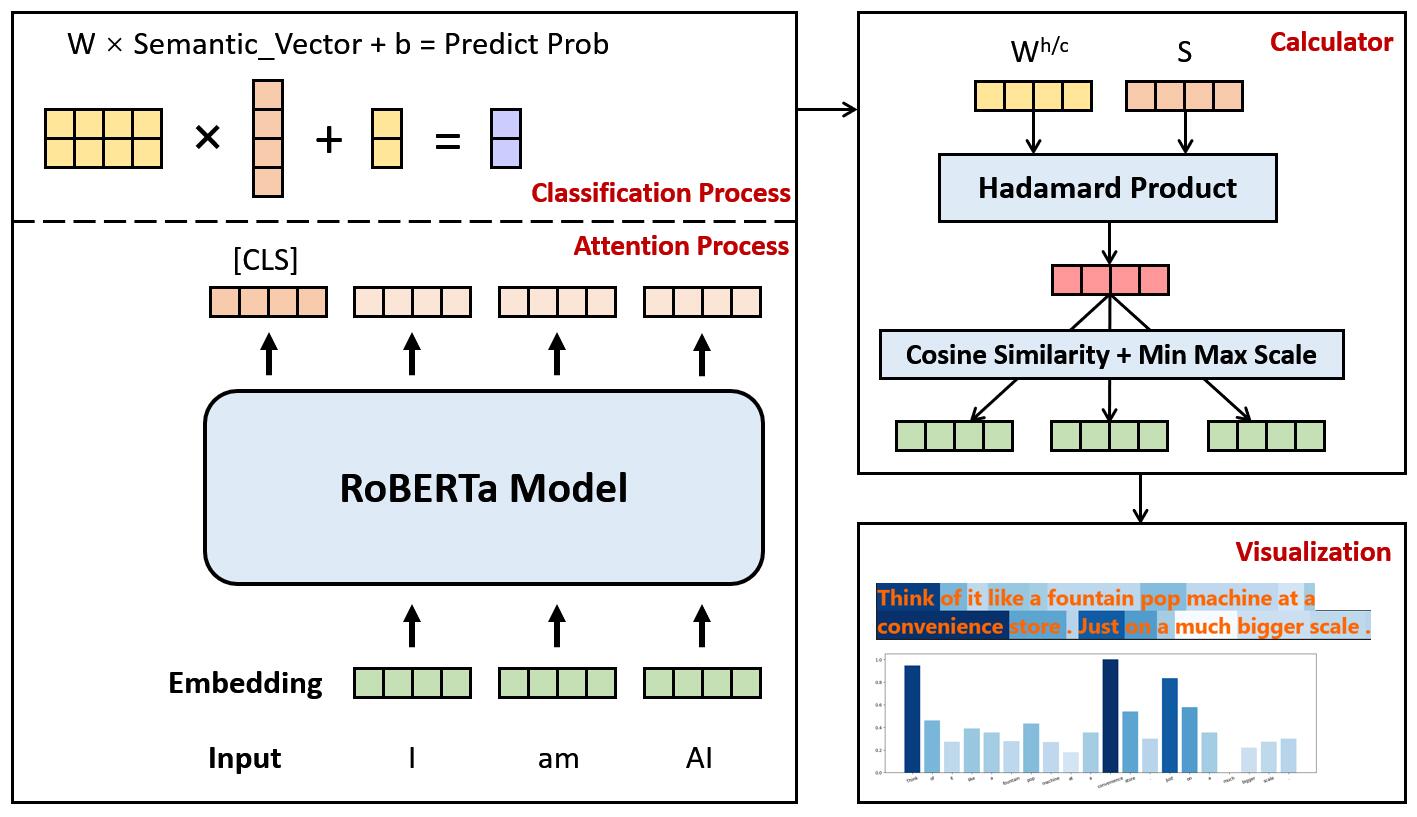 W × Semantic_Vector + b = Predict Prob
× + =
Classification Process
Attention Process
[CLS]
RoBERTa Model
Embedding
Input I am AI
Calculator
W^h/c S
Hadamard Product
Cosine Similarity + Min Max Scale
Visualization
Think of it like a fountain pop machine at a
convenience store . Just on a much bigger scale .
1.0
0.8
0.6
0.4
0.2
0.0
Think of it like a fountain pop machine at a convenience store . Just on a much bigger scale .